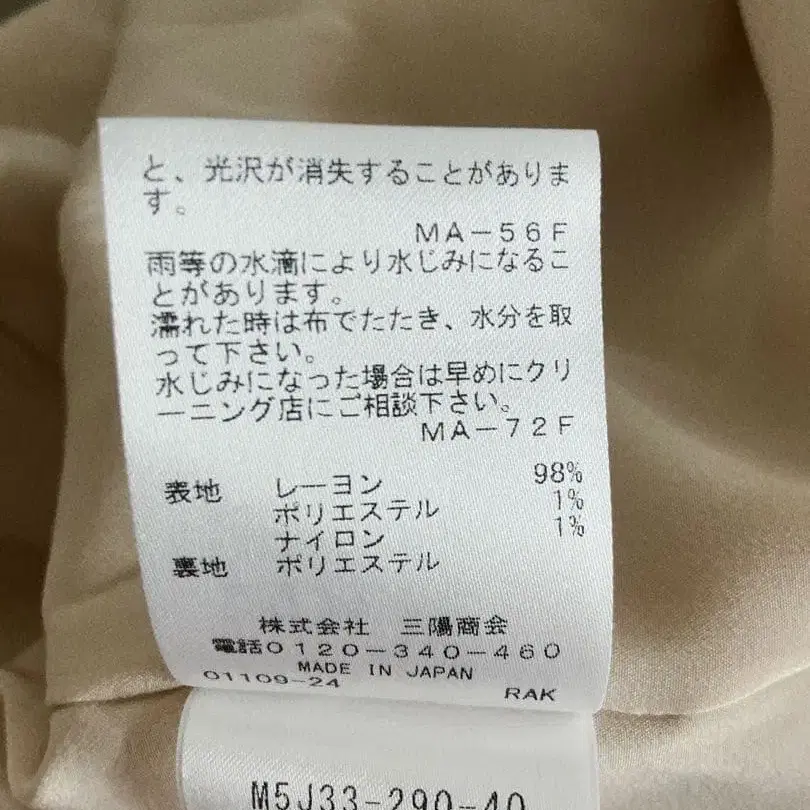 と、光沢が消失することがありま
す。
MA-56F
雨等の水滴により水じみになるこ
とがあります。
濡れた時は布でたたき、水分を取
って下さい。
水じみになった場合は早めにクリ
ーニング店にご相談下さい。
MA-72F
表地 レーヨン 98%
ポリエステル 1%
ナイロン 1%
裏地 ポリエステル
株式会社 三陽商会
電話0120-340-460
MADE IN JAPAN
01109-24 RAK
M5J33-290-40